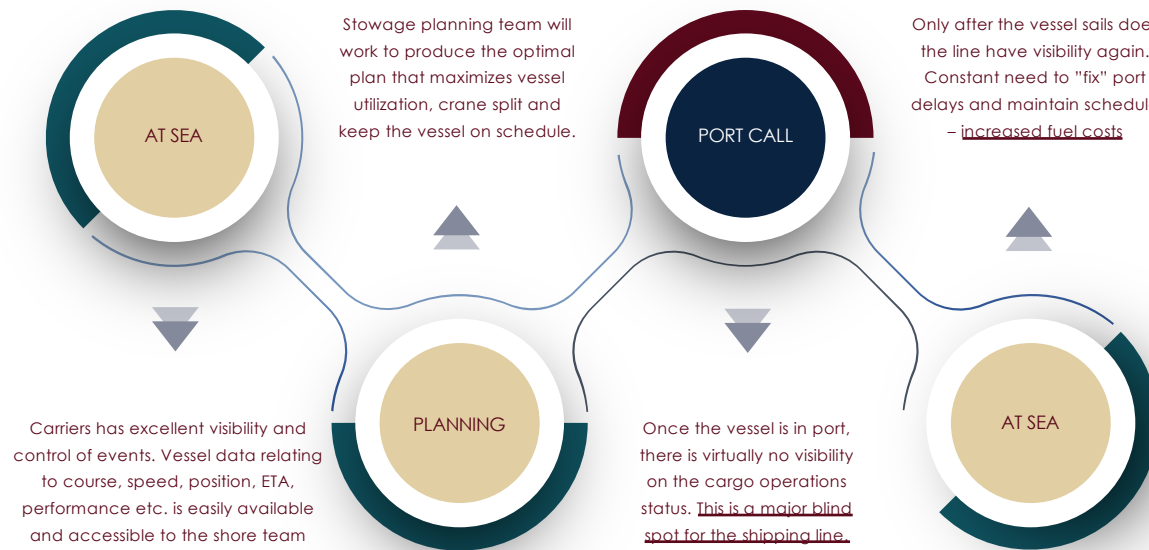 AT SEA
Carriers has excellent visibility and
control of events. Vessel data relating
to course, speed, position, ETA,
performance etc. is easily available
and accessible to the shore team
Stowage planning team will
work to produce the optimal
plan that maximizes vessel
utilization, crane split and
keep the vessel on schedule.
PLANNING
PORT CALL
Once the vessel is in port,
there is virtually no visibility
on the cargo operations
status. This is a major blind
spot for the shipping line.
Only after the vessel sails doe
the line have visibility again.
Constant need to "fix" port
delays and maintain schedul
– increased fuel costs
AT SEA